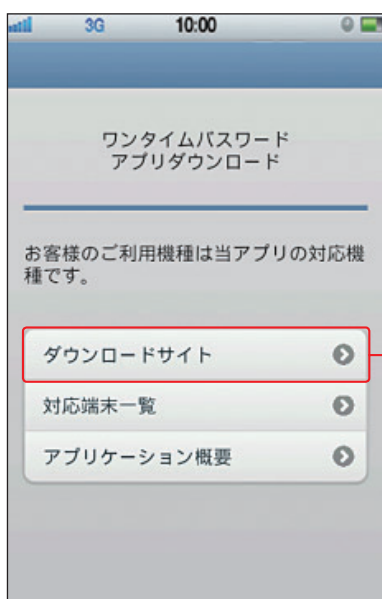 3G 10:00
ワンタイムパスワード
アプリダウンロード
お客様のご利用機種は当アプリの対応機
種です。
ダウンロードサイト
対応端末一覧
アプリケーション概要